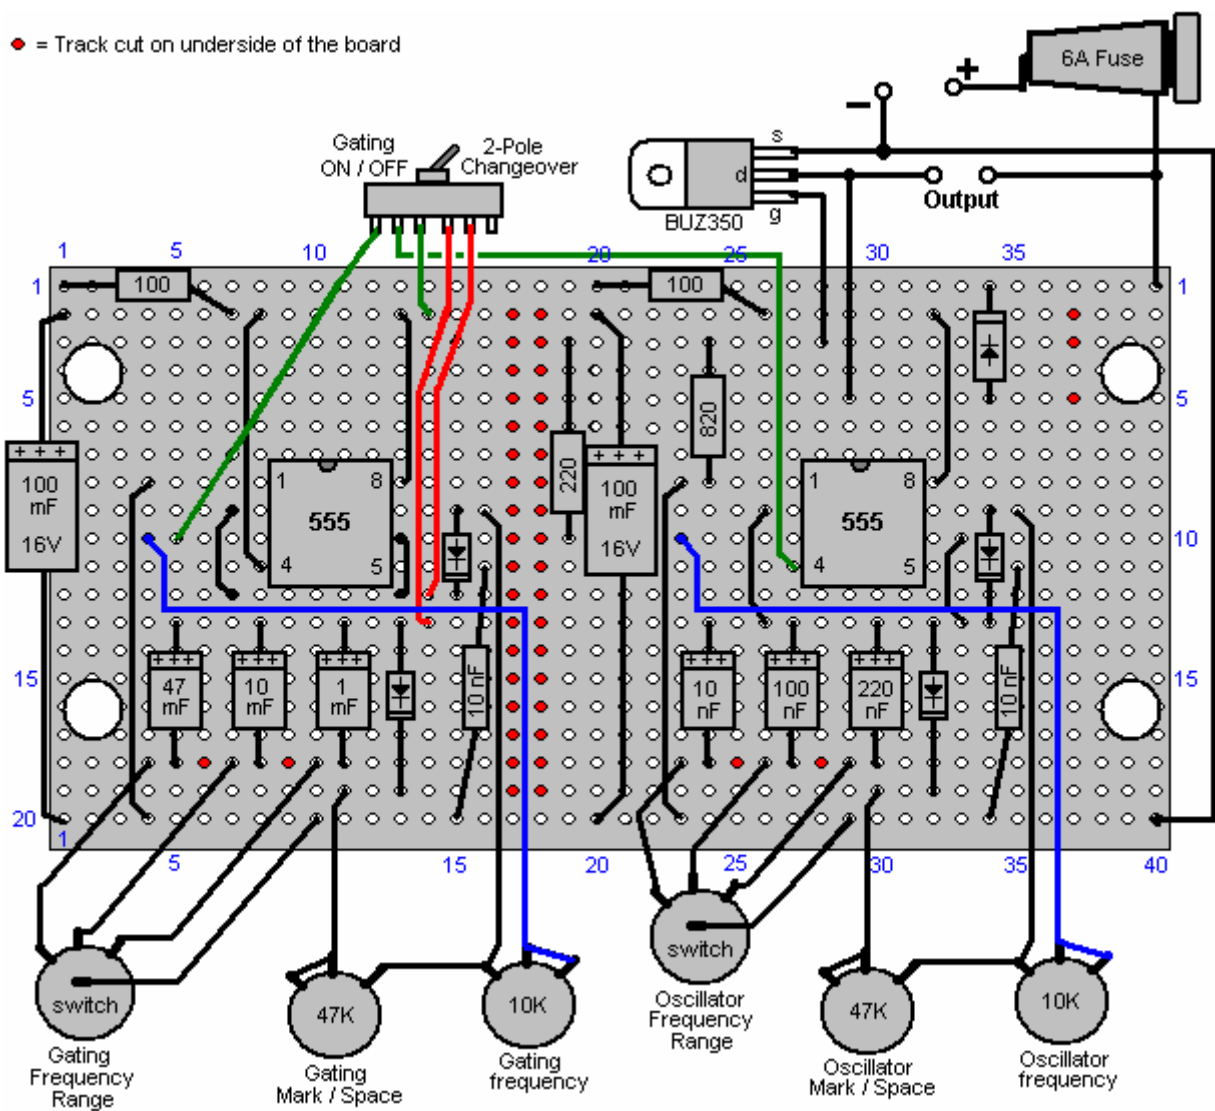 = Track cut on underside of the board
6A Fuse
+
−
Gating
ON / OFF
2-Pole
Changeover
s
d
g
BUZ350
Output
1
5
10
20
25
30
35
1
100
100
1
5
5
100
mF
16V
1
8
555
4
5
220
100
mF
16V
820
1
8
555
4
5
10
10
15
47
mF
10
mF
1
mF
10 nF
10
nF
100
nF
220
nF
10 nF
15
20
1
20
5
15
20
25
30
35
40
switch
Gating
Frequency
Range
47K
Gating
Mark / Space
10K
Gating
frequency
switch
Oscillator
Frequency
Range
47K
Oscillator
Mark / Space
10K
Oscillator
frequency